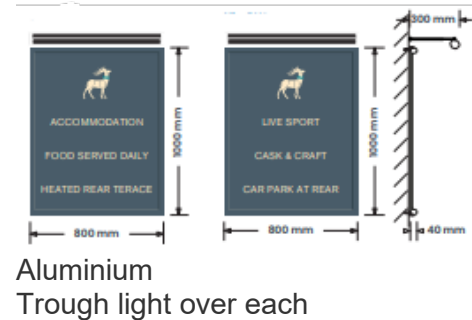 300 mm
ACCOMMODATION
FOOD SERVED DAILY
HEATED REAR TERACE
1000 mm
800 mm
LIVE SPORT
CASK & CRAFT
CAR PARK AT REAR
1000 mm
800 mm
40 mm
Aluminium
Trough light over each